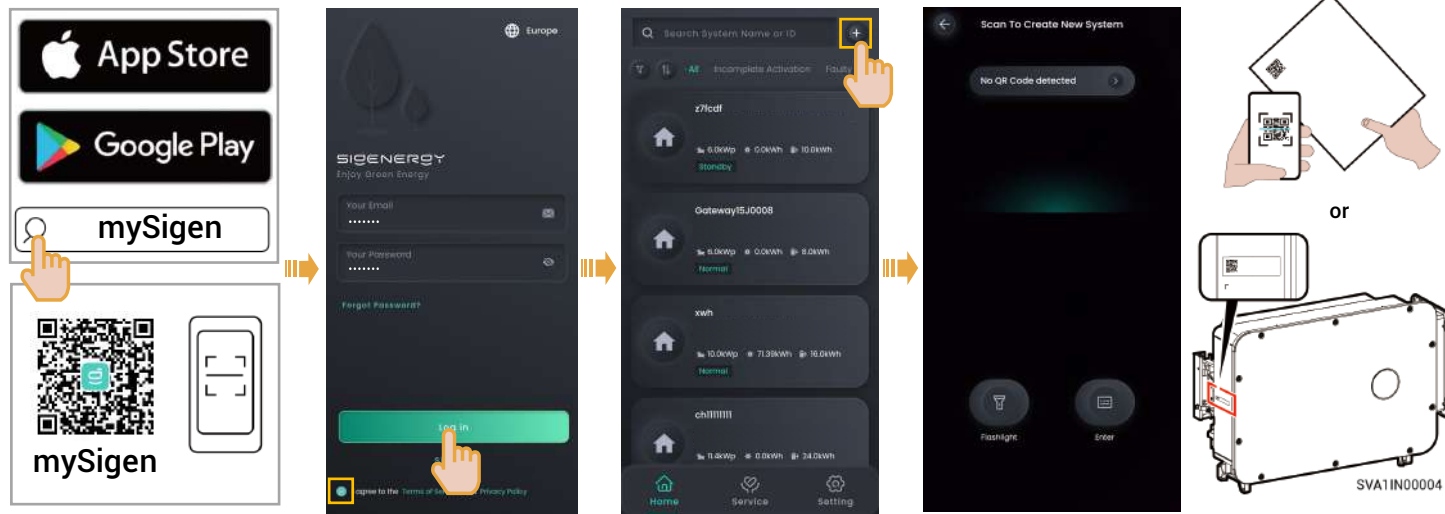 App Store
Google Play
mySigen
mySigen
Europe
SIGENERGY
Enjoy Green Energy
Your Email
Your Password
Forgot Password?
Log in
I agree to the Terms of Privacy Policy
Search System Name or ID
All Incomplete Activation Faulty
z7fcdf
6.0kWp 0.0kWh 10.0kWh
Standby
Gateway15J0008
6.0kWp 0.0kWh 8.0kWh
Normal
xwh
10.0kWp 71.39kWh 16.0kWh
Normal
11.4kWp 0.0kWh 24.0kWh
Home Service Setting
Scan To Create New System
No QR Code detected
Flashlight
Enter
or
SVA1IN00004